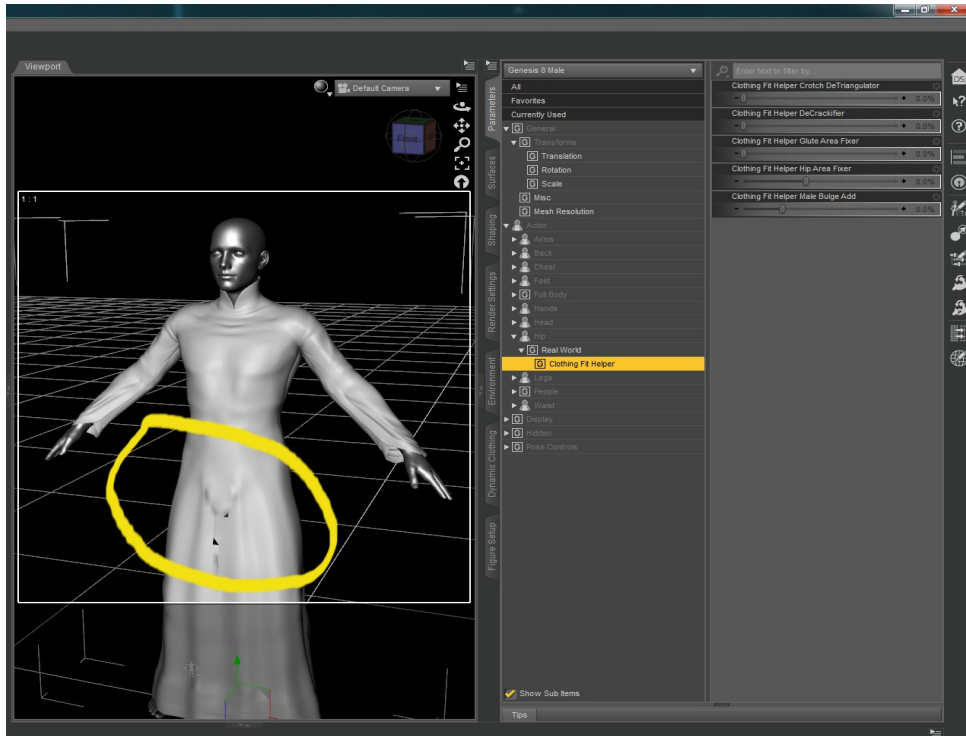 Viewport
Default Camera
Front
1 : 1
Parameters
Surfaces
Shaping
Render Settings
Environment
Dynamic Clothing
Figure Setup
Genesis 8 Male
All
Favorites
Currently Used
G General
G Transforms
G Translation
G Rotation
G Scale
G Misc
G Mesh Resolution
Actor
Arms
Back
Chest
Feet
G Full Body
Hands
Head
Hip
G Real World
G Clothing Fit Helper
Legs
G People
Waist
G Display
G Hidden
G Pose Controls
Show Sub Items
Enter text to filter by...
Clothing Fit Helper Crotch DeTriangulator
- + 0.0%
Clothing Fit Helper DeCrackifier
- + 0.0%
Clothing Fit Helper Glute Area Fixer
- + 0.0%
Clothing Fit Helper Hip Area Fixer
- + 0.0%
Clothing Fit Helper Male Bulge Add
- + 0.0%
Tips
DS